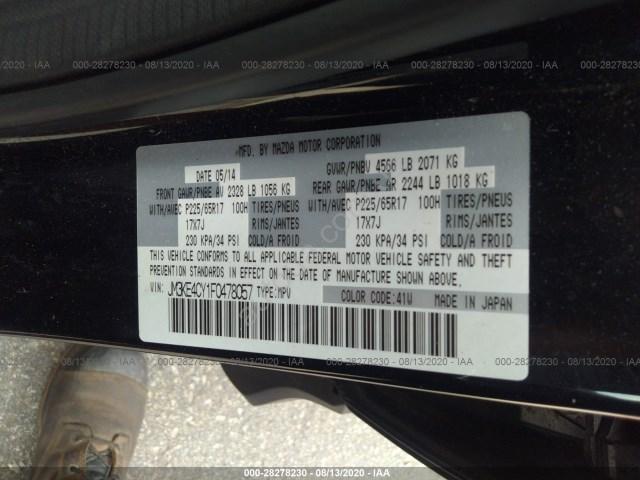 000-28278230 - 08/13/2020 - IAA
MFD. BY MAZDA MOTOR CORPORATION
DATE 05/14 GVWR/PNBV 4566 LB 2071 KG
FRONT GAWR/PNBE AV 2328 LB 1056 KG REAR GAWR/PNBE AR 2244 LB 1018 KG
WITH/AVEC P225/65R17 100H TIRES/PNEUS WITH/AVEC P225/65R17 100H TIRES/PNEUS
17X7J RIMS/JANTES 17X7J RIMS/JANTES
230 KPA/34 PSI COLD/A FROID 230 KPA/34 PSI COLD/A FROID
THIS VEHICLE CONFORMS TO ALL APPLICABLE FEDERAL MOTOR VEHICLE SAFETY AND THEFT
PREVENTION STANDARDS IN EFFECT ON THE DATE OF MANUFACTURE SHOWN ABOVE.
VIN: JM3KE4CY1F0478057 TYPE:MPV COLOR CODE:41W MADE IN JAPAN
000-28278230 - 08/13/2020 - IAA